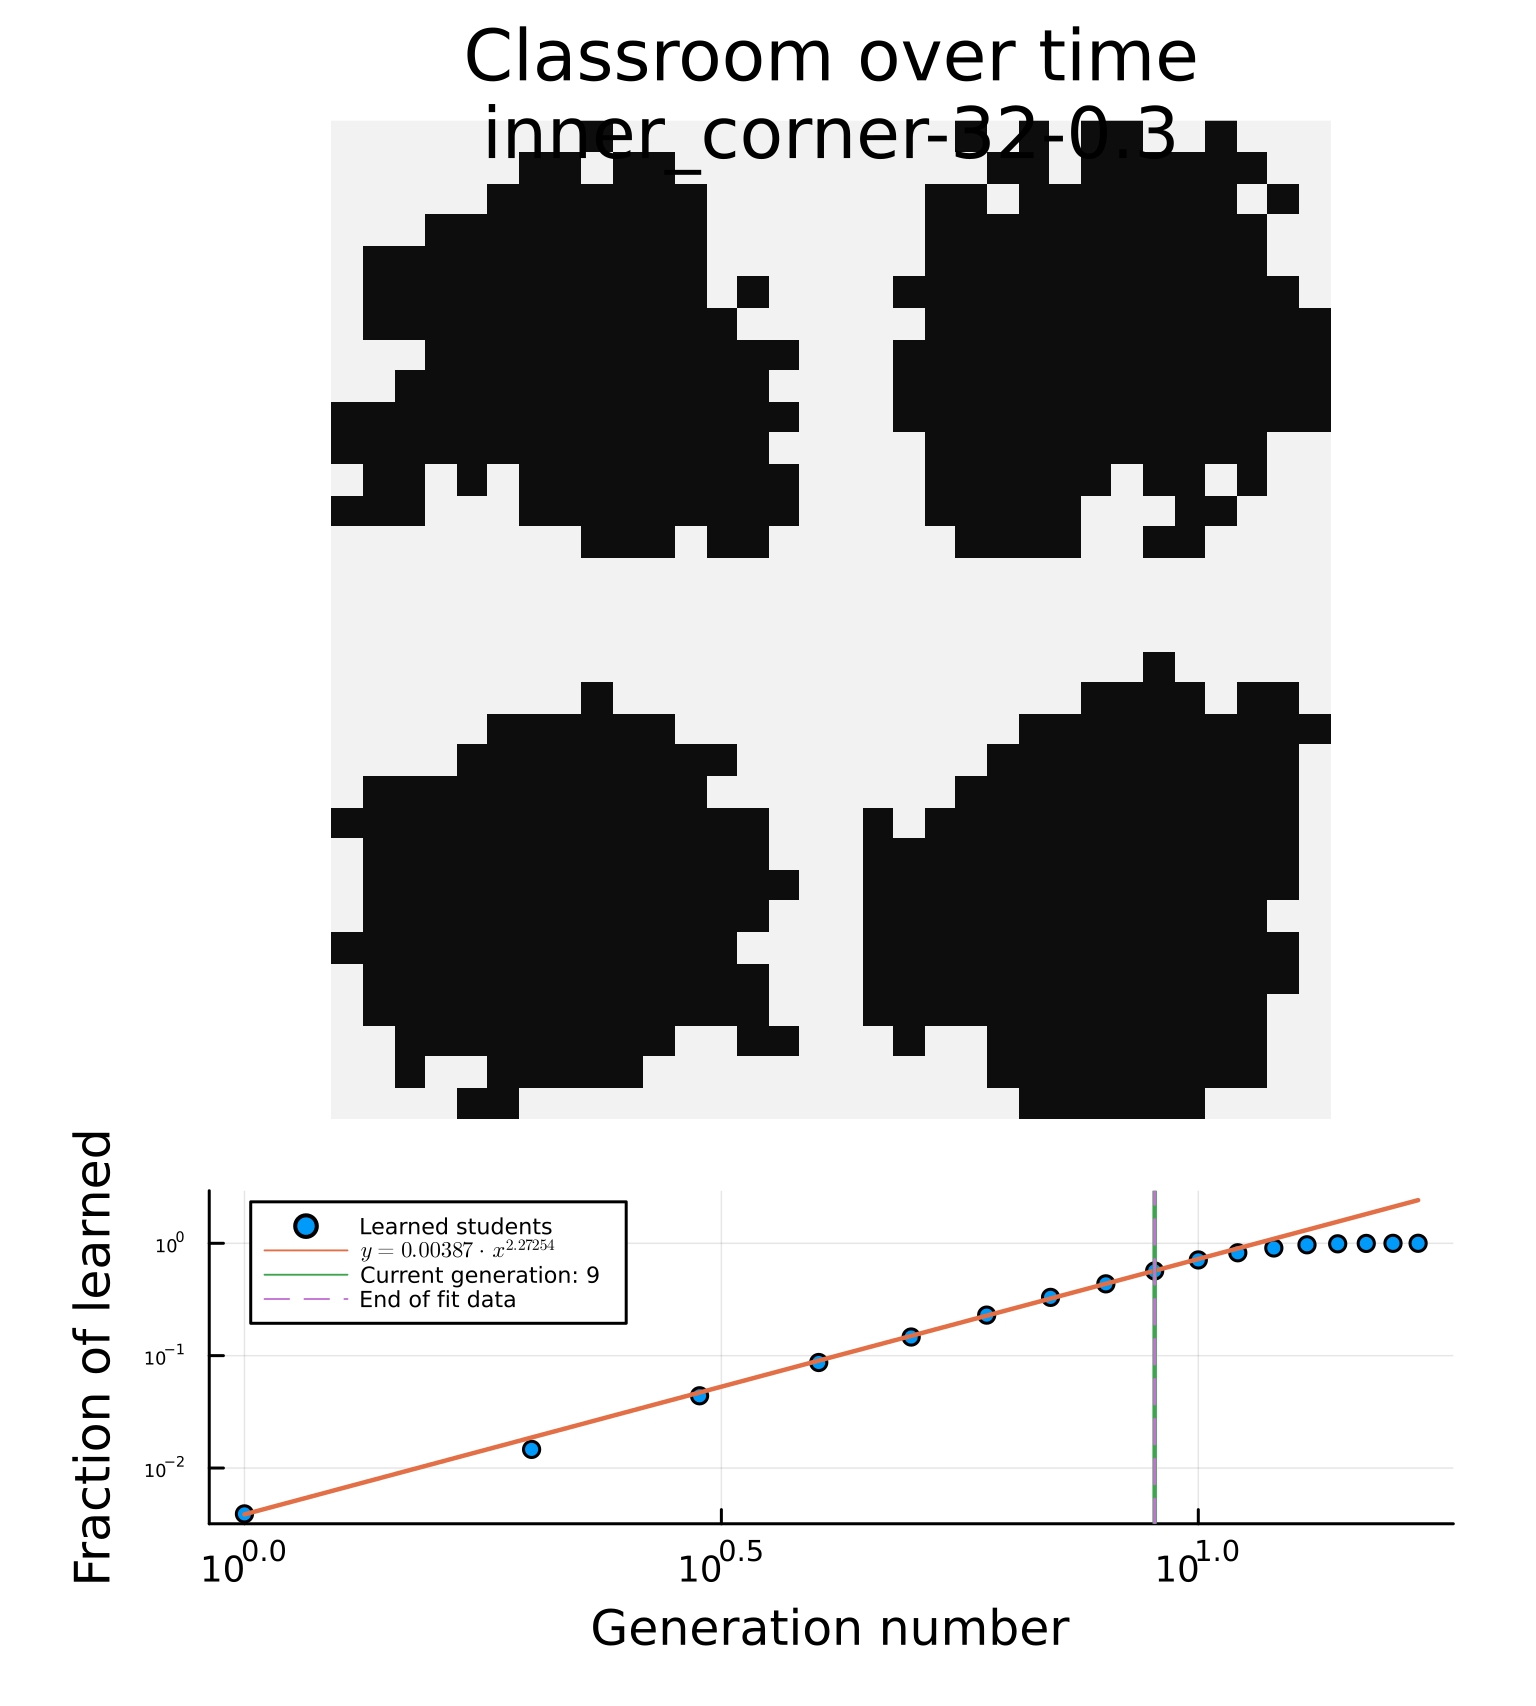 Classroom over time
inner_corner-32-0.3
Fraction of learned
10⁰
10⁻¹
10⁻²
Learned students
y = 0.00387 · x^2.27254
Current generation: 9
End of fit data
10^0.0
10^0.5
10^1.0
Generation number